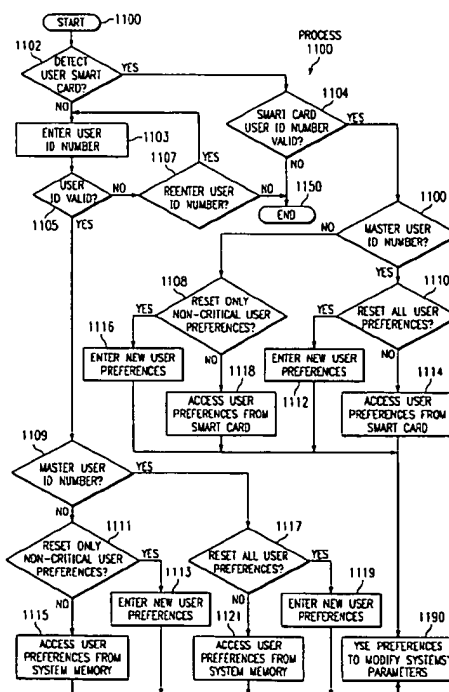 START
1100
1102
DETECT
USER SMART
CARD?
YES
NO
PROCESS
1100
1104
SMART CARD
USER ID NUMBER
VALID?
YES
NO
ENTER USER
ID NUMBER
1103
1107
YES
REENTER USER
ID NUMBER?
NO
USER
ID VALID?
NO
1105
YES
END
1150
1100
MASTER USER
ID NUMBER?
NO
YES
1108
RESET ONLY
NON-CRITICAL USER
PREFERENCES?
YES
NO
1110
RESET ALL USER
PREFERENCES?
YES
NO
1116
ENTER NEW USER
PREFERENCES
ENTER NEW USER
PREFERENCES
1112
1118
ACCESS USER
PREFERENCES FROM
SMART CARD
1114
ACCESS USER
PREFERENCES FROM
SMART CARD
1109
MASTER USER
ID NUMBER?
YES
NO
1111
RESET ONLY
NON-CRITICAL USER
PREFERENCES?
YES
NO
1117
RESET ALL USER
PREFERENCES?
YES
NO
1113
ENTER NEW USER
PREFERENCES
1119
ENTER NEW USER
PREFERENCES
1115
ACCESS USER
PREFERENCES FROM
SYSTEM MEMORY
1121
ACCESS USER
PREFERENCES FROM
SYSTEM MEMORY
1190
YSE PREFERENCES
TO MODIFY SYSTEMS'
PARAMETERS